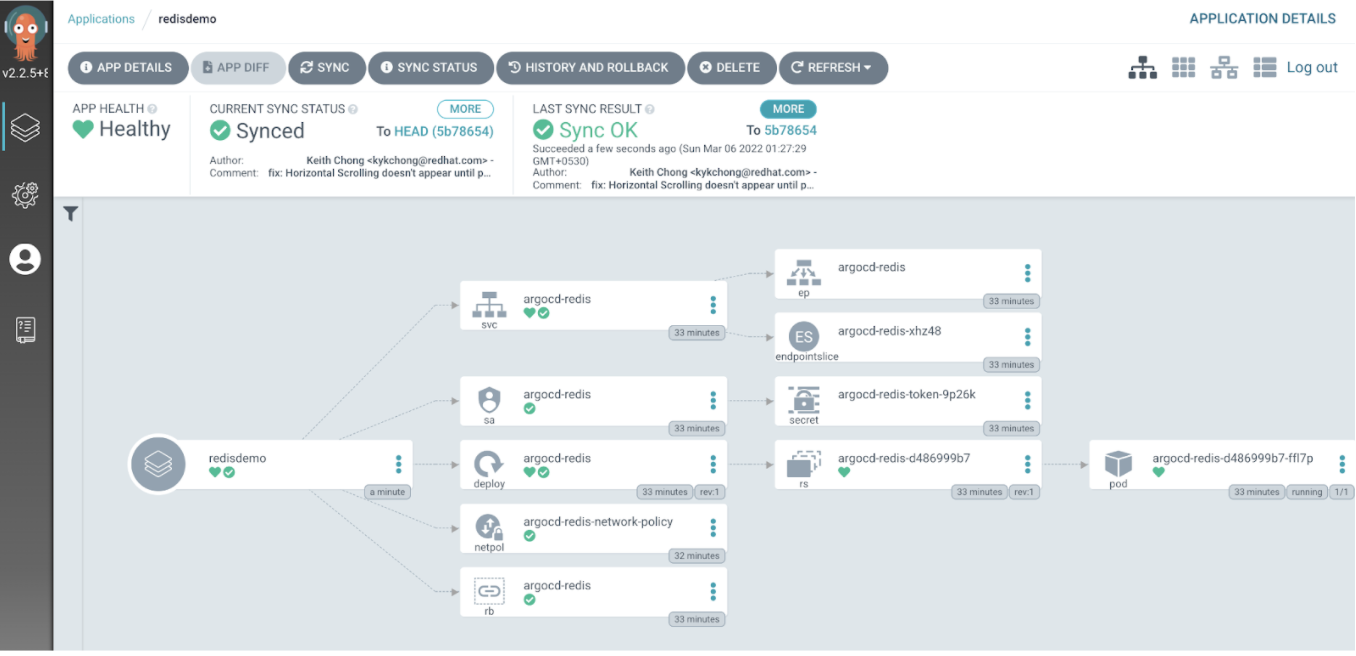 Applications / redisdemo
APPLICATION DETAILS
v2.2.5+8
APP DETAILS
APP DIFF
SYNC
SYNC STATUS
HISTORY AND ROLLBACK
DELETE
REFRESH
Log out
APP HEALTH
Healthy
CURRENT SYNC STATUS
MORE
Synced
To HEAD (5b78654)
Author: Keith Chong <kykchong@redhat.com> -
Comment: fix: Horizontal Scrolling doesn't appear until p...
LAST SYNC RESULT
MORE
Sync OK
To 5b78654
Succeeded a few seconds ago (Sun Mar 06 2022 01:27:29
GMT+0530)
Author: Keith Chong <kykchong@redhat.com> -
Comment: fix: Horizontal Scrolling doesn't appear until p...
redisdemo
a minute
svc
argocd-redis
33 minutes
ep
argocd-redis
33 minutes
ES
endpointslice
argocd-redis-xhz48
33 minutes
sa
argocd-redis
33 minutes
secret
argocd-redis-token-9p26k
33 minutes
deploy
argocd-redis
33 minutes
rev:1
rs
argocd-redis-d486999b7
33 minutes
rev:1
pod
argocd-redis-d486999b7-ffl7p
33 minutes
running
1/1
netpol
argocd-redis-network-policy
32 minutes
rb
argocd-redis
33 minutes